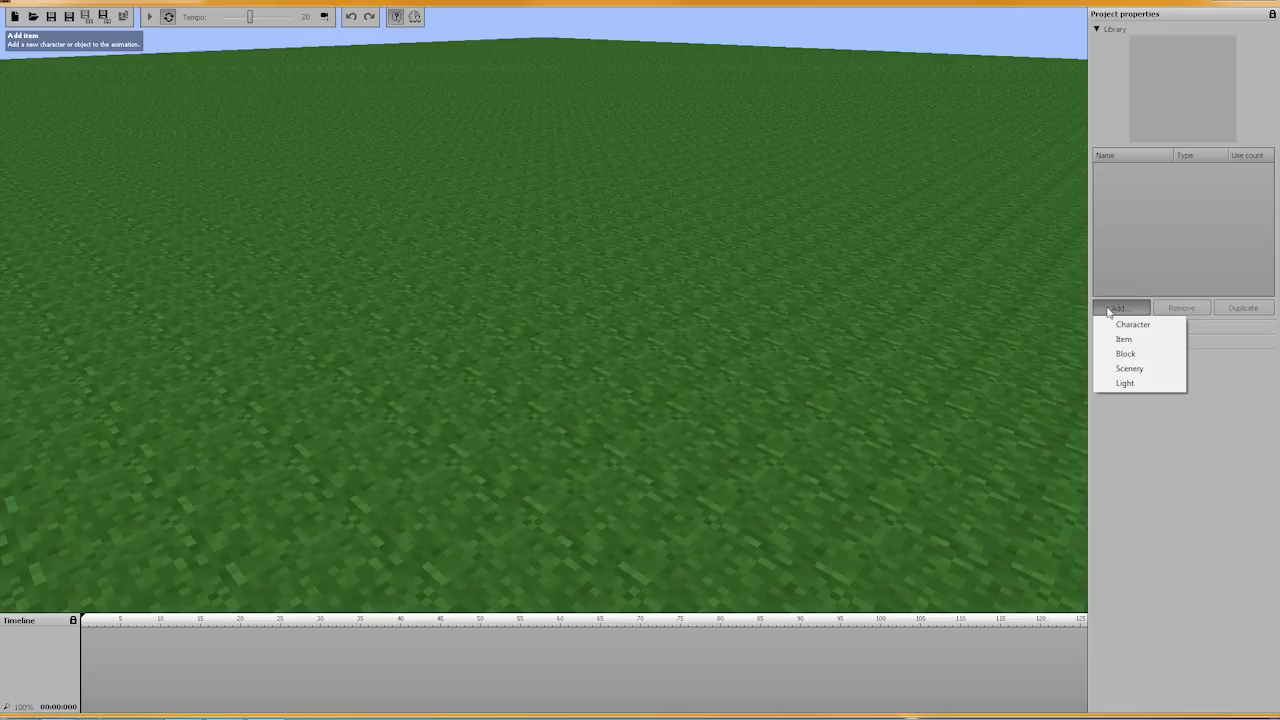 Tempo:
20
Add item
Add a new character or object to the animation.
Project properties
Library
Name
Type
Use count
Add...
Remove
Duplicate
Character
Item
Block
Scenery
Light
Timeline
5 10 15 20 25 30 35 40 45 50 55 60 65 70 75 80 85 90 95 100 105 110 115 120 125
100%
00:00:000